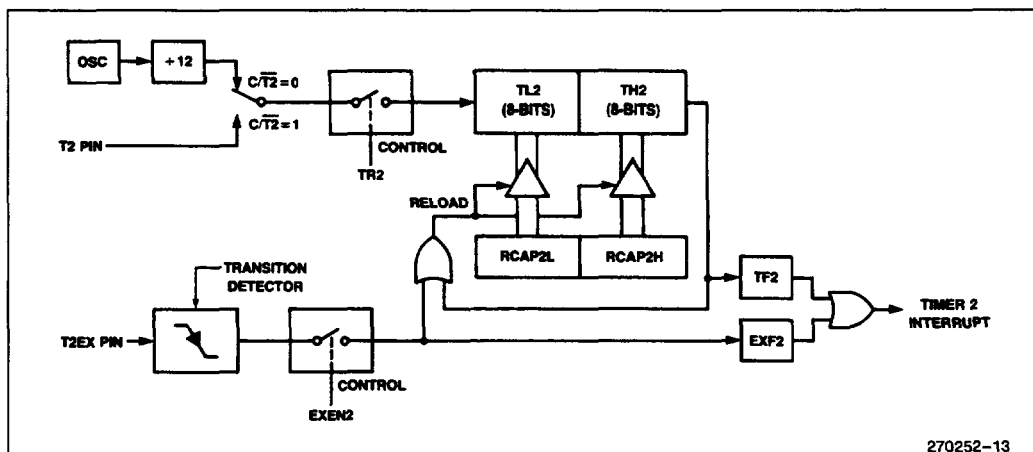 OSC
÷12
C/T2̅=0
C/T2̅=1
T2 PIN
CONTROL
TR2
TL2
(8-BITS)
TH2
(8-BITS)
RELOAD
RCAP2L
RCAP2H
TRANSITION
DETECTOR
T2EX PIN
CONTROL
EXEN2
TF2
EXF2
TIMER 2
INTERRUPT
270252-13